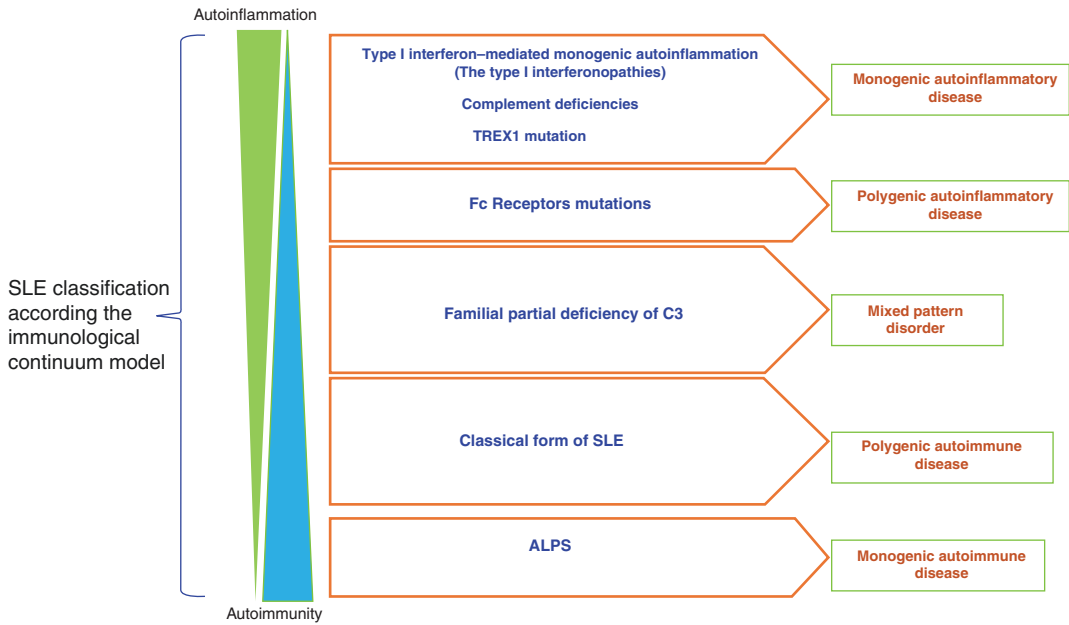 Autoinflammation
Type I interferon–mediated monogenic autoinflammation
(The type I interferonopathies)
Complement deficiencies
TREX1 mutation
Monogenic autoinflammatory
disease
Fc Receptors mutations
Polygenic autoinflammatory
disease
SLE classification
according the
immunological
continuum model
Familial partial deficiency of C3
Mixed pattern
disorder
Classical form of SLE
Polygenic autoimmune
disease
ALPS
Monogenic autoimmune
disease
Autoimmunity